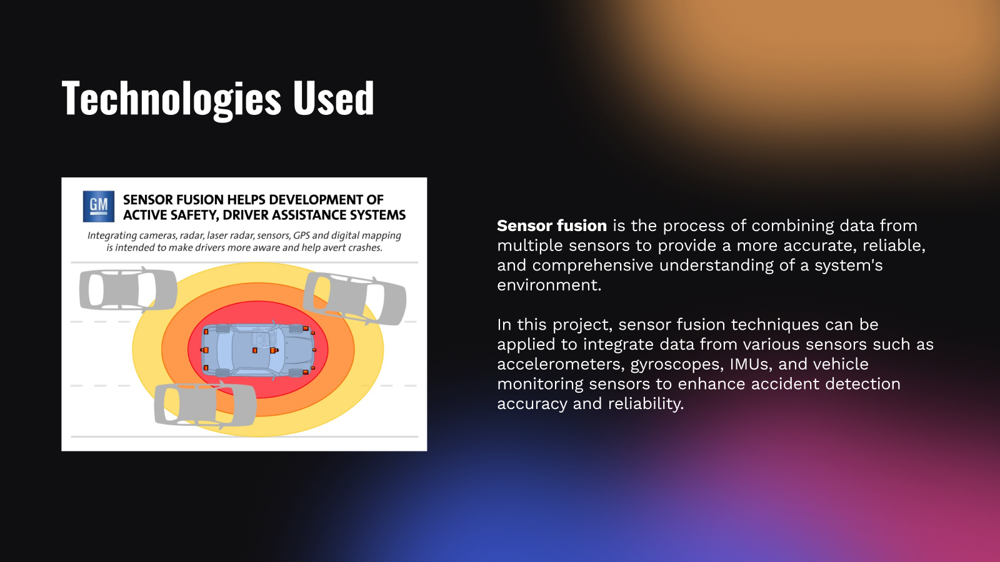 Technologies Used
GM
SENSOR FUSION HELPS DEVELOPMENT OF
ACTIVE SAFETY, DRIVER ASSISTANCE SYSTEMS
Integrating cameras, radar, laser radar, sensors, GPS and digital mapping
is intended to make drivers more aware and help avert crashes.
Sensor fusion is the process of combining data from
multiple sensors to provide a more accurate, reliable,
and comprehensive understanding of a system's
environment.
In this project, sensor fusion techniques can be
applied to integrate data from various sensors such as
accelerometers, gyroscopes, IMUs, and vehicle
monitoring sensors to enhance accident detection
accuracy and reliability.